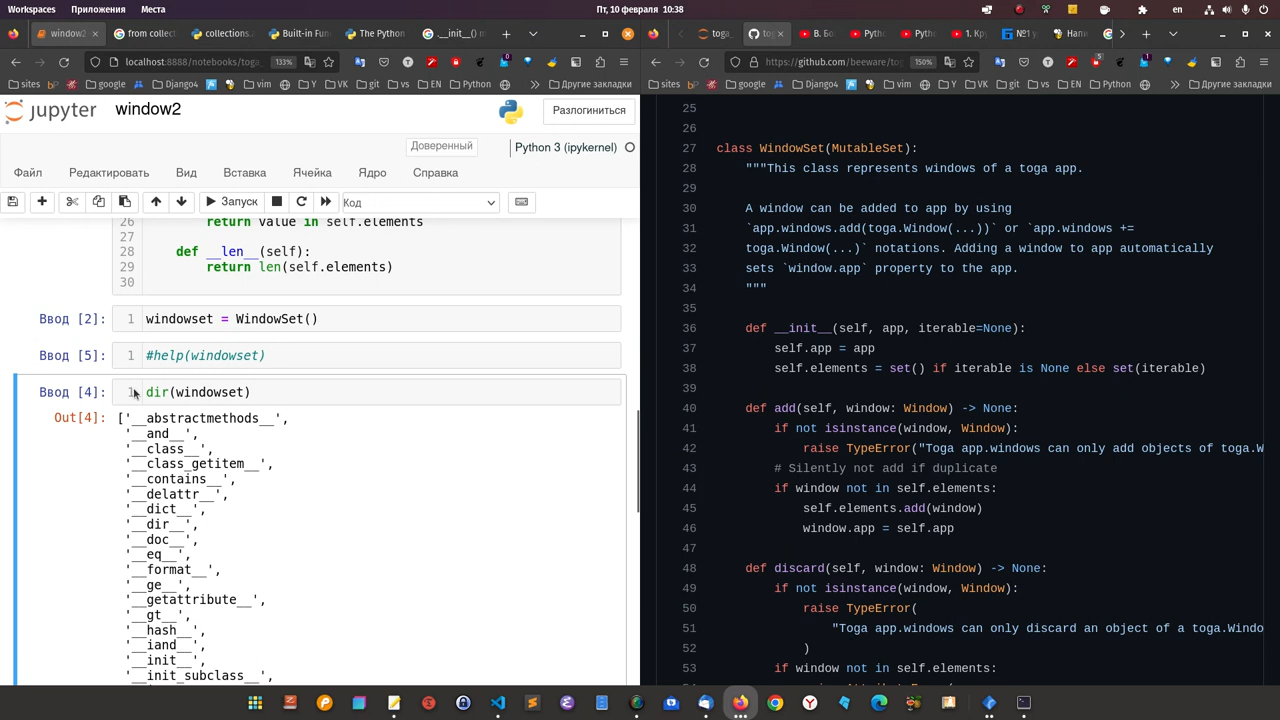 Workspaces Приложения Места Пт, 10 февраля 10:38 en
window2 from collect collections.a Built-in Fun The Python .__init__() m
localhost:8888/notebooks/toga 133%
sites google Django4 vim Y VK git vs EN Python Другие закладки
jupyter window2 Разлогиниться
Доверенный Python 3 (ipykernel)
Файл Редактировать Вид Вставка Ячейка Ядро Справка
Запуск Код
26 return value in self.elements
27
28 def __len__(self):
29 return len(self.elements)
30
Ввод [2]: 1 windowset = WindowSet()
Ввод [5]: 1 #help(windowset)
Ввод [4]: 1 dir(windowset)
Out[4]: ['__abstractmethods__',
'__and__',
'__class__',
'__class_getitem__',
'__contains__',
'__delattr__',
'__dict__',
'__dir__',
'__doc__',
'__eq__',
'__format__',
'__ge__',
'__getattribute__',
'__gt__',
'__hash__',
'__iand__',
'__init__',
'__init_subclass__',
toga_ tog В. Бо Pytho Pytho 1. Кру №1 у Напи
https://github.com/beeware/tog 150%
sites google Django4 vim Y VK git vs EN Python Другие закладки
25
26
27 class WindowSet(MutableSet):
28 """This class represents windows of a toga app.
29
30 A window can be added to app by using
31 `app.windows.add(toga.Window(...))` or `app.windows +=
32 toga.Window(...)` notations. Adding a window to app automatically
33 sets `window.app` property to the app.
34 """
35
36 def __init__(self, app, iterable=None):
37 self.app = app
38 self.elements = set() if iterable is None else set(iterable)
39
40 def add(self, window: Window) -> None:
41 if not isinstance(window, Window):
42 raise TypeError("Toga app.windows can only add objects of toga.W
43 # Silently not add if duplicate
44 if window not in self.elements:
45 self.elements.add(window)
46 window.app = self.app
47
48 def discard(self, window: Window) -> None:
49 if not isinstance(window, Window):
50 raise TypeError(
51 "Toga app.windows can only discard an object of a toga.Windo
52 )
53 if window not in self.elements: